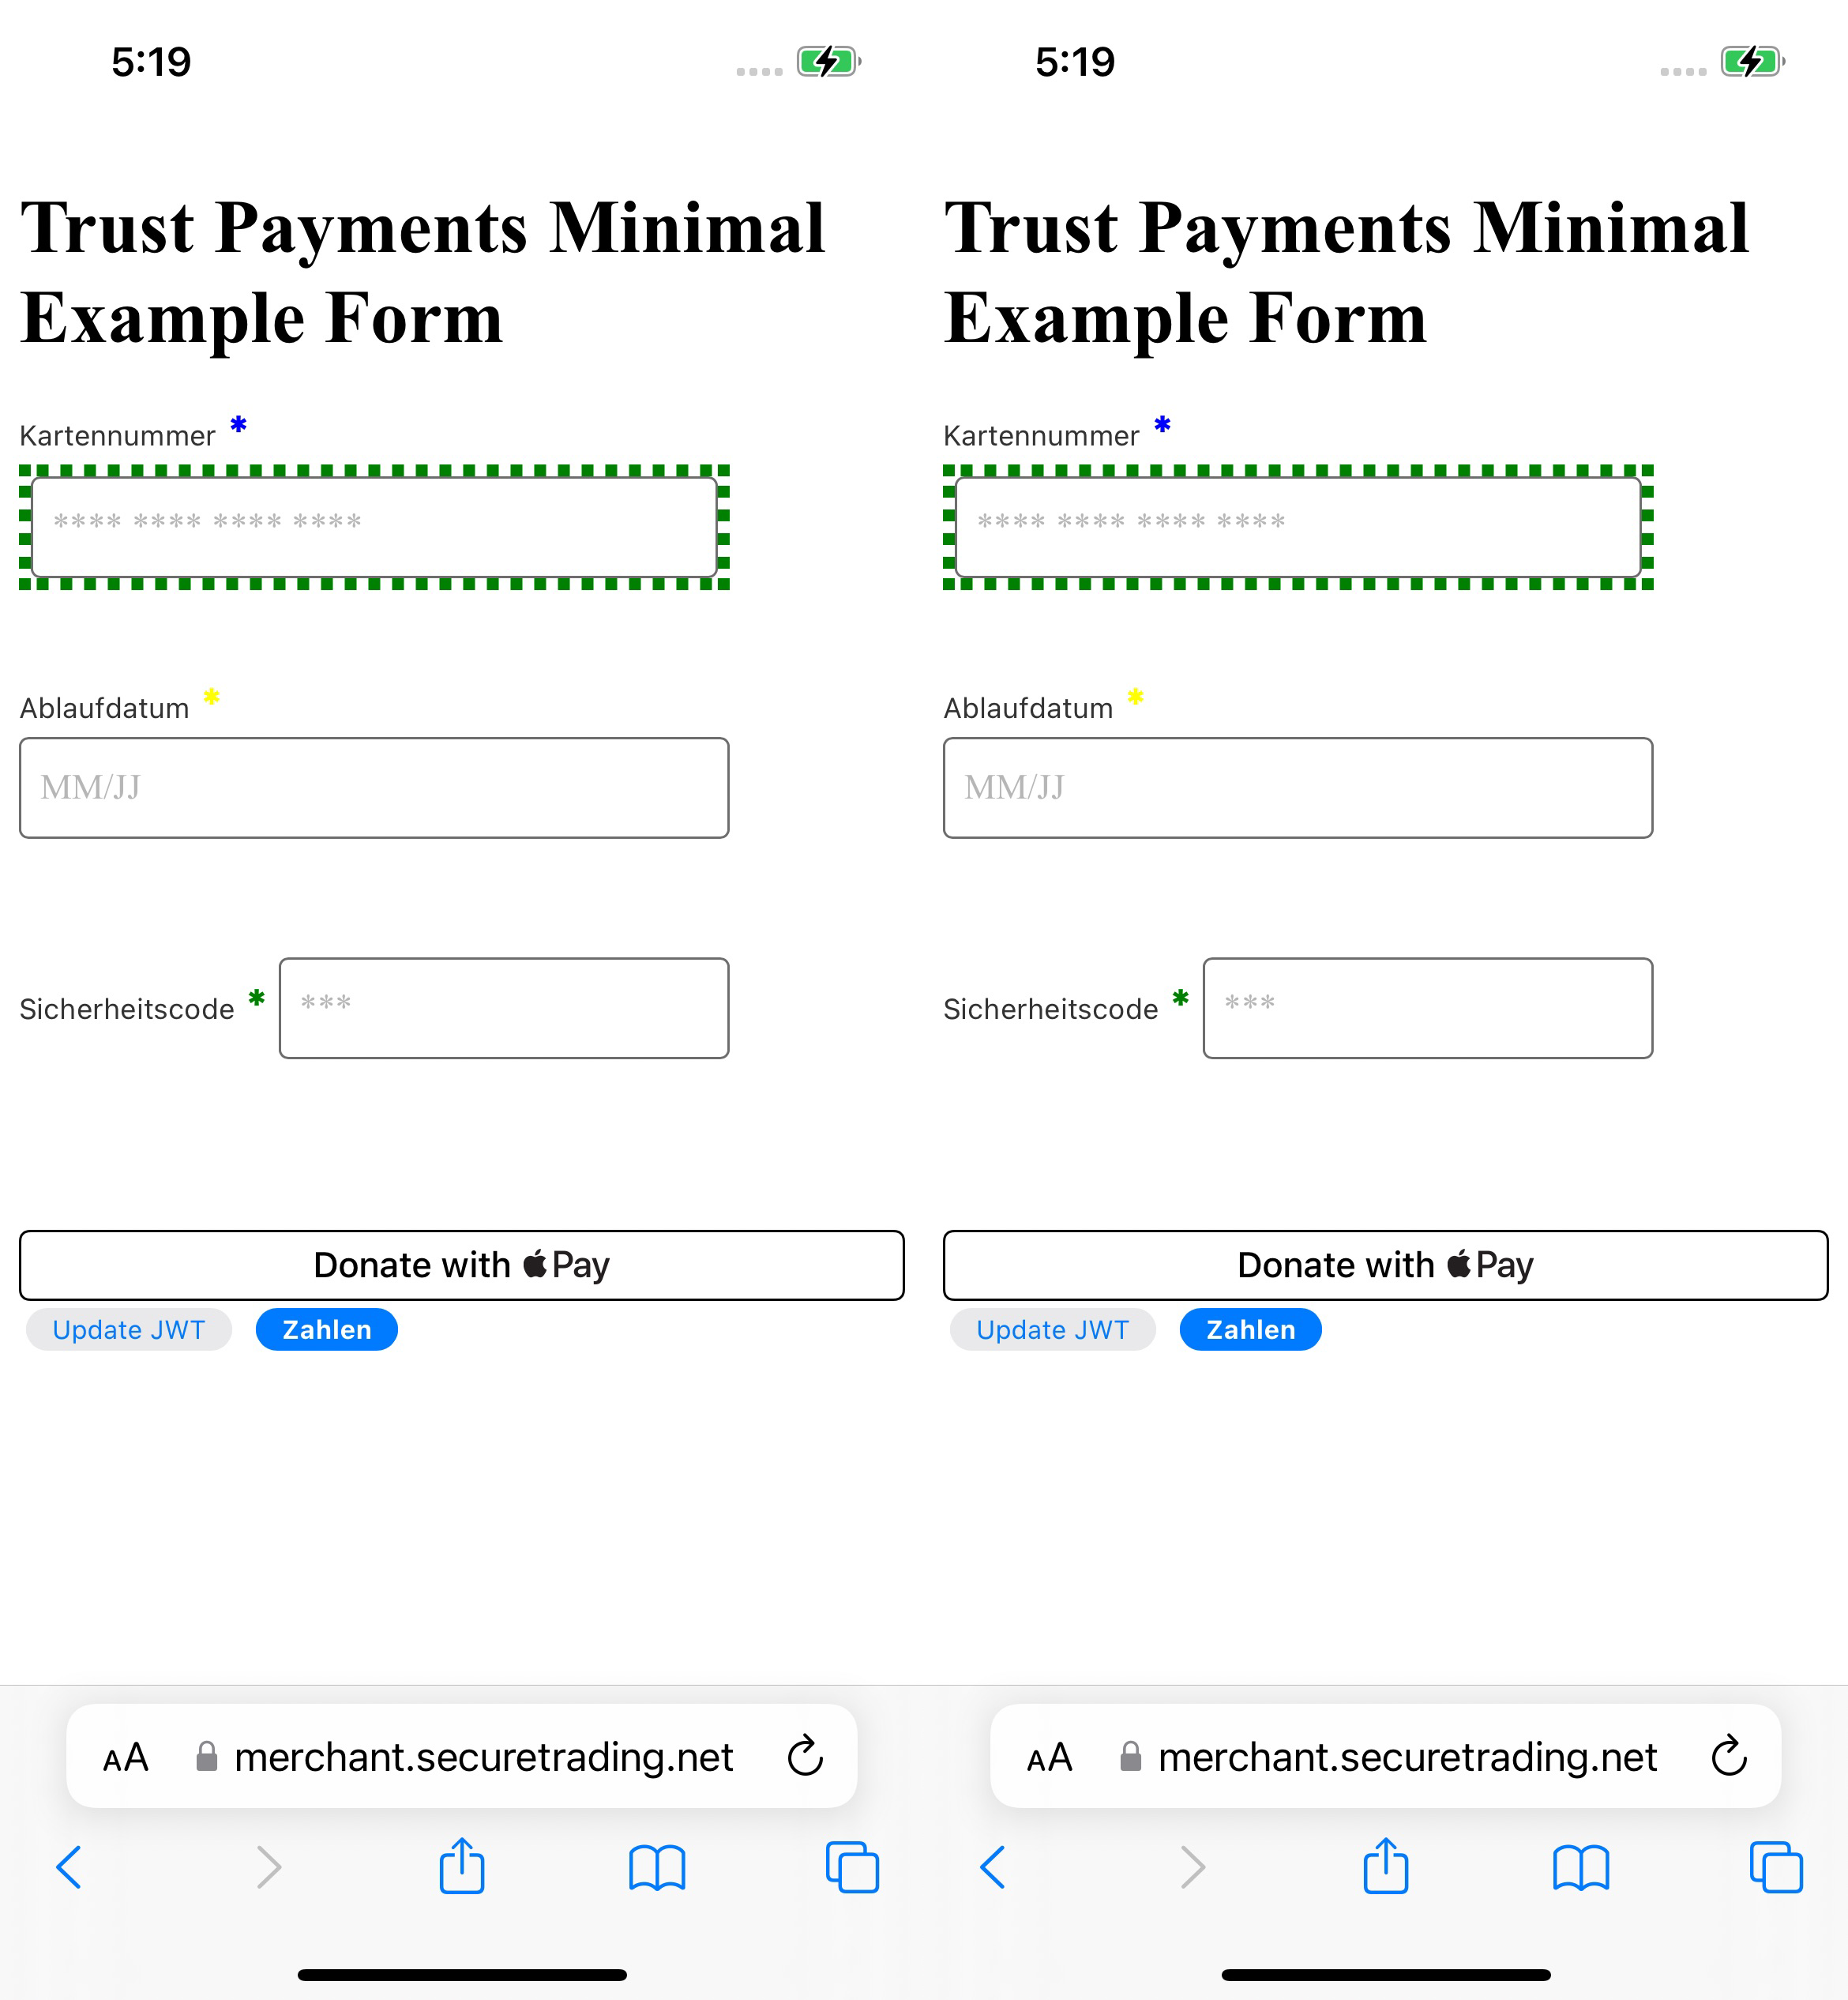 5:19
Trust Payments Minimal
Example Form
Kartennummer *
**** **** **** ****
Ablaufdatum *
MM/JJ
Sicherheitscode * ***
Donate with Pay
Update JWT Zahlen
AA merchant.securetrading.net
5:19
Trust Payments Minimal
Example Form
Kartennummer *
**** **** **** ****
Ablaufdatum *
MM/JJ
Sicherheitscode * ***
Donate with Pay
Update JWT Zahlen
AA merchant.securetrading.net